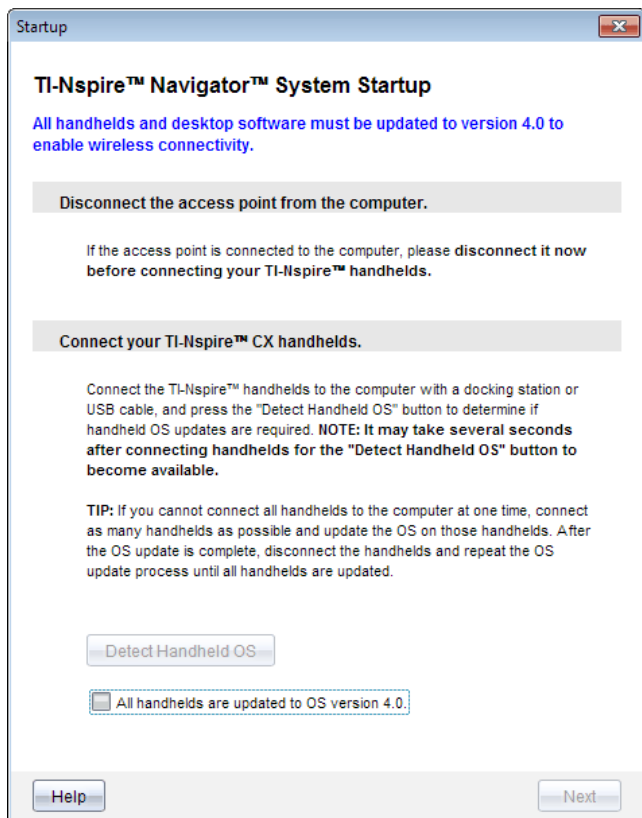 Startup
TI-Nspire™ Navigator™ System Startup
All handhelds and desktop software must be updated to version 4.0 to
enable wireless connectivity.
Disconnect the access point from the computer.
If the access point is connected to the computer, please disconnect it now
before connecting your TI-Nspire™ handhelds.
Connect your TI-Nspire™ CX handhelds.
Connect the TI-Nspire™ handhelds to the computer with a docking station or
USB cable, and press the "Detect Handheld OS" button to determine if
handheld OS updates are required. NOTE: It may take several seconds
after connecting handhelds for the "Detect Handheld OS" button to
become available.
TIP: If you cannot connect all handhelds to the computer at one time, connect
as many handhelds as possible and update the OS on those handhelds. After
the OS update is complete, disconnect the handhelds and repeat the OS
update process until all handhelds are updated.
Detect Handheld OS
All handhelds are updated to OS version 4.0.
Help
Next